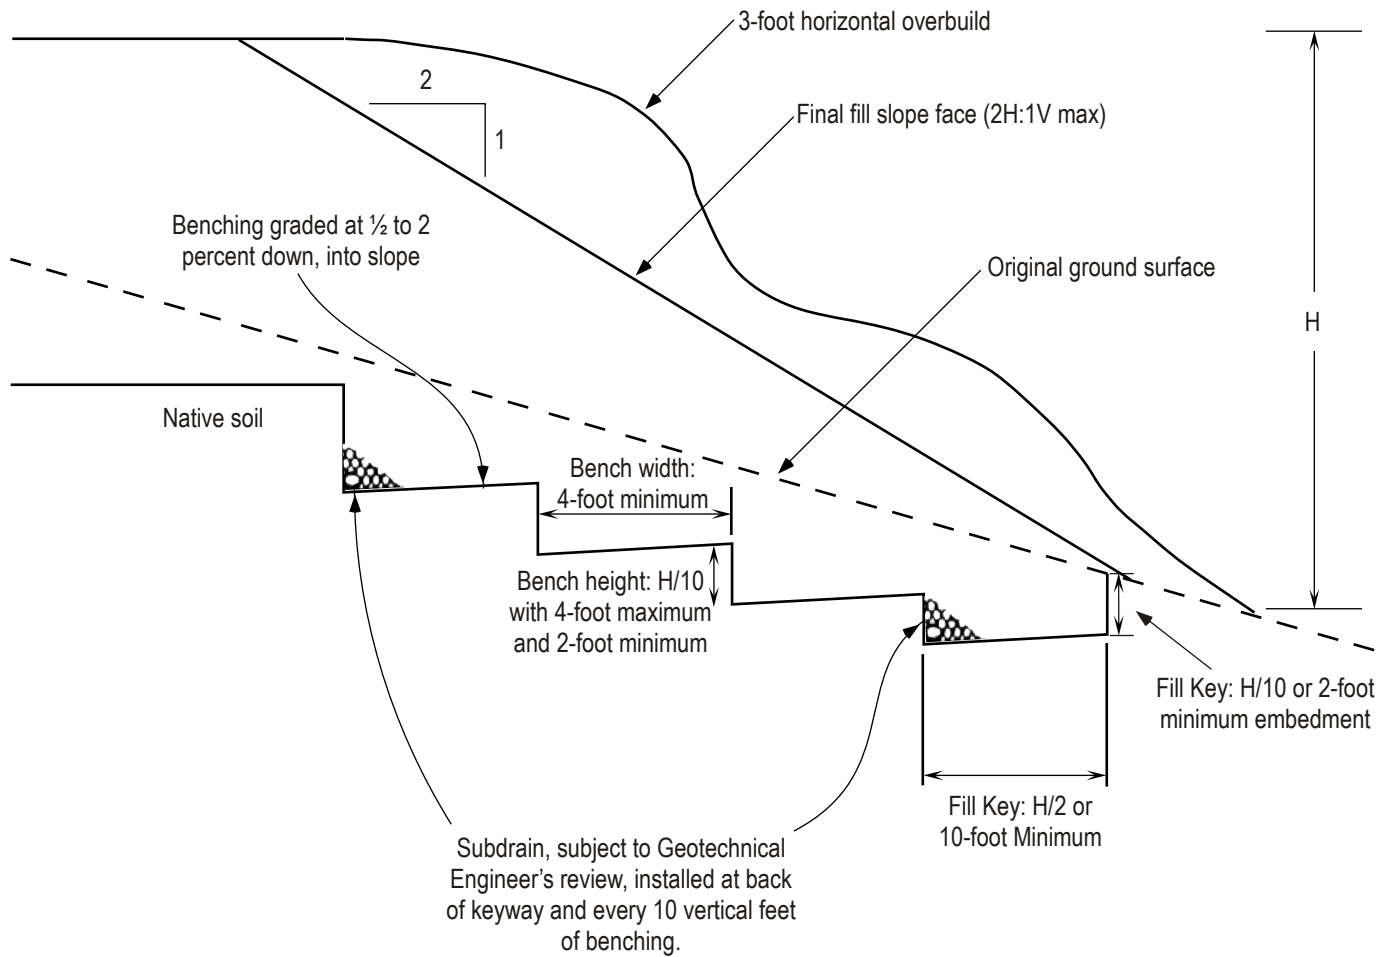 3-foot horizontal overbuild
2
1
Final fill slope face (2H:1V max)
Benching graded at ½ to 2
percent down, into slope
Original ground surface
H
Native soil
Bench width:
4-foot minimum
Bench height: H/10
with 4-foot maximum
and 2-foot minimum
Fill Key: H/10 or 2-foot
minimum embedment
Fill Key: H/2 or
10-foot Minimum
Subdrain, subject to Geotechnical
Engineer’s review, installed at back
of keyway and every 10 vertical feet
of benching.